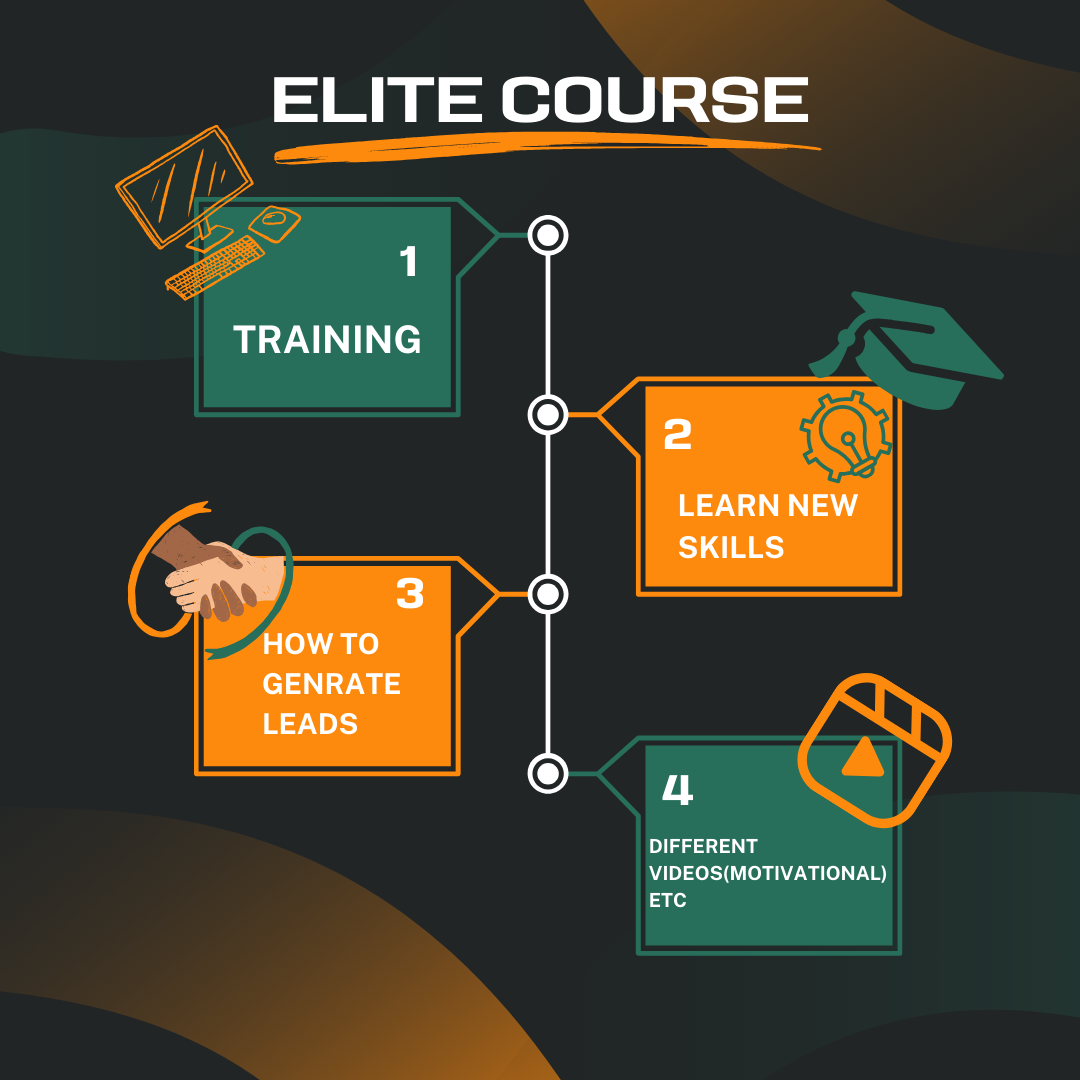 ELITE COURSE
1
TRAINING
2
LEARN NEW
SKILLS
3
HOW TO
GENRATE
LEADS
4
DIFFERENT
VIDEOS(MOTIVATIONAL)
ETC